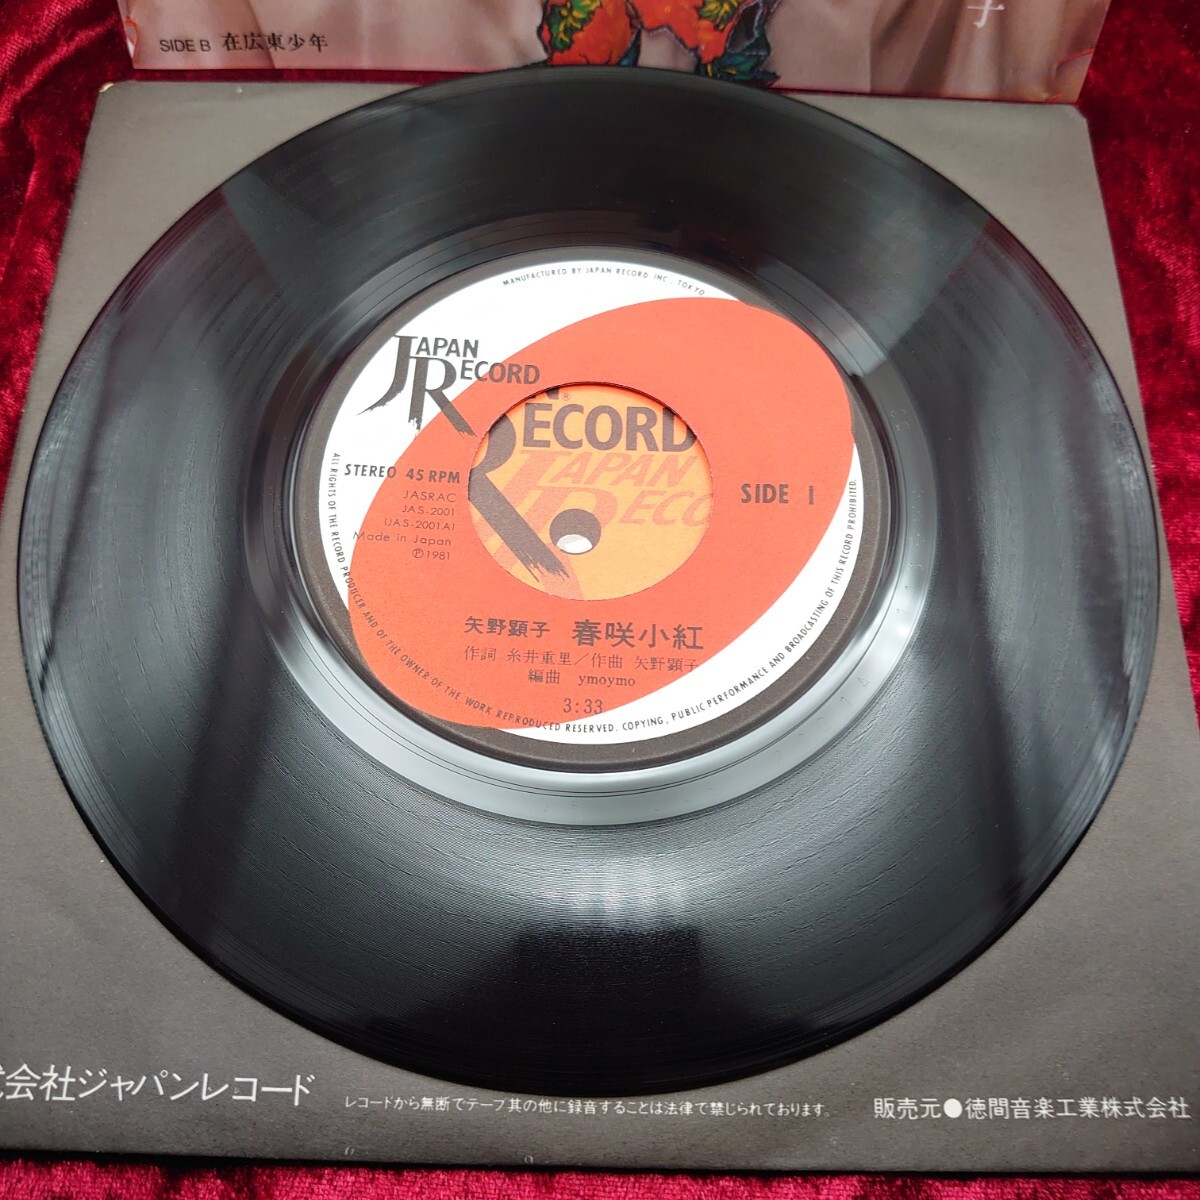 SIDE B 在広東少年
子
MANUFACTURED BY JAPAN RECORD INC., TOKYO
JAPAN
RECORD
ECORD®
JAPAN
RECO
STEREO 45 RPM
SIDE 1
JASRAC
JAS-2001
(JAS-2001A)
Made in Japan
℗1981
矢野顕子 春咲小紅
作詞 糸井重里/作曲 矢野顕子
編曲 ymoymo
3:33
ALL RIGHTS OF THE RECORD PRODUCER AND OF THE OWNER OF THE WORK REPRODUCED RESERVED. COPYING, PUBLIC PERFORMANCE AND BROADCASTING OF THIS RECORD PROHIBITED.
会社ジャパンレコード
レコードから無断でテープ其の他に録音することは法律で禁じられております。
販売元●徳間音楽工業株式会社